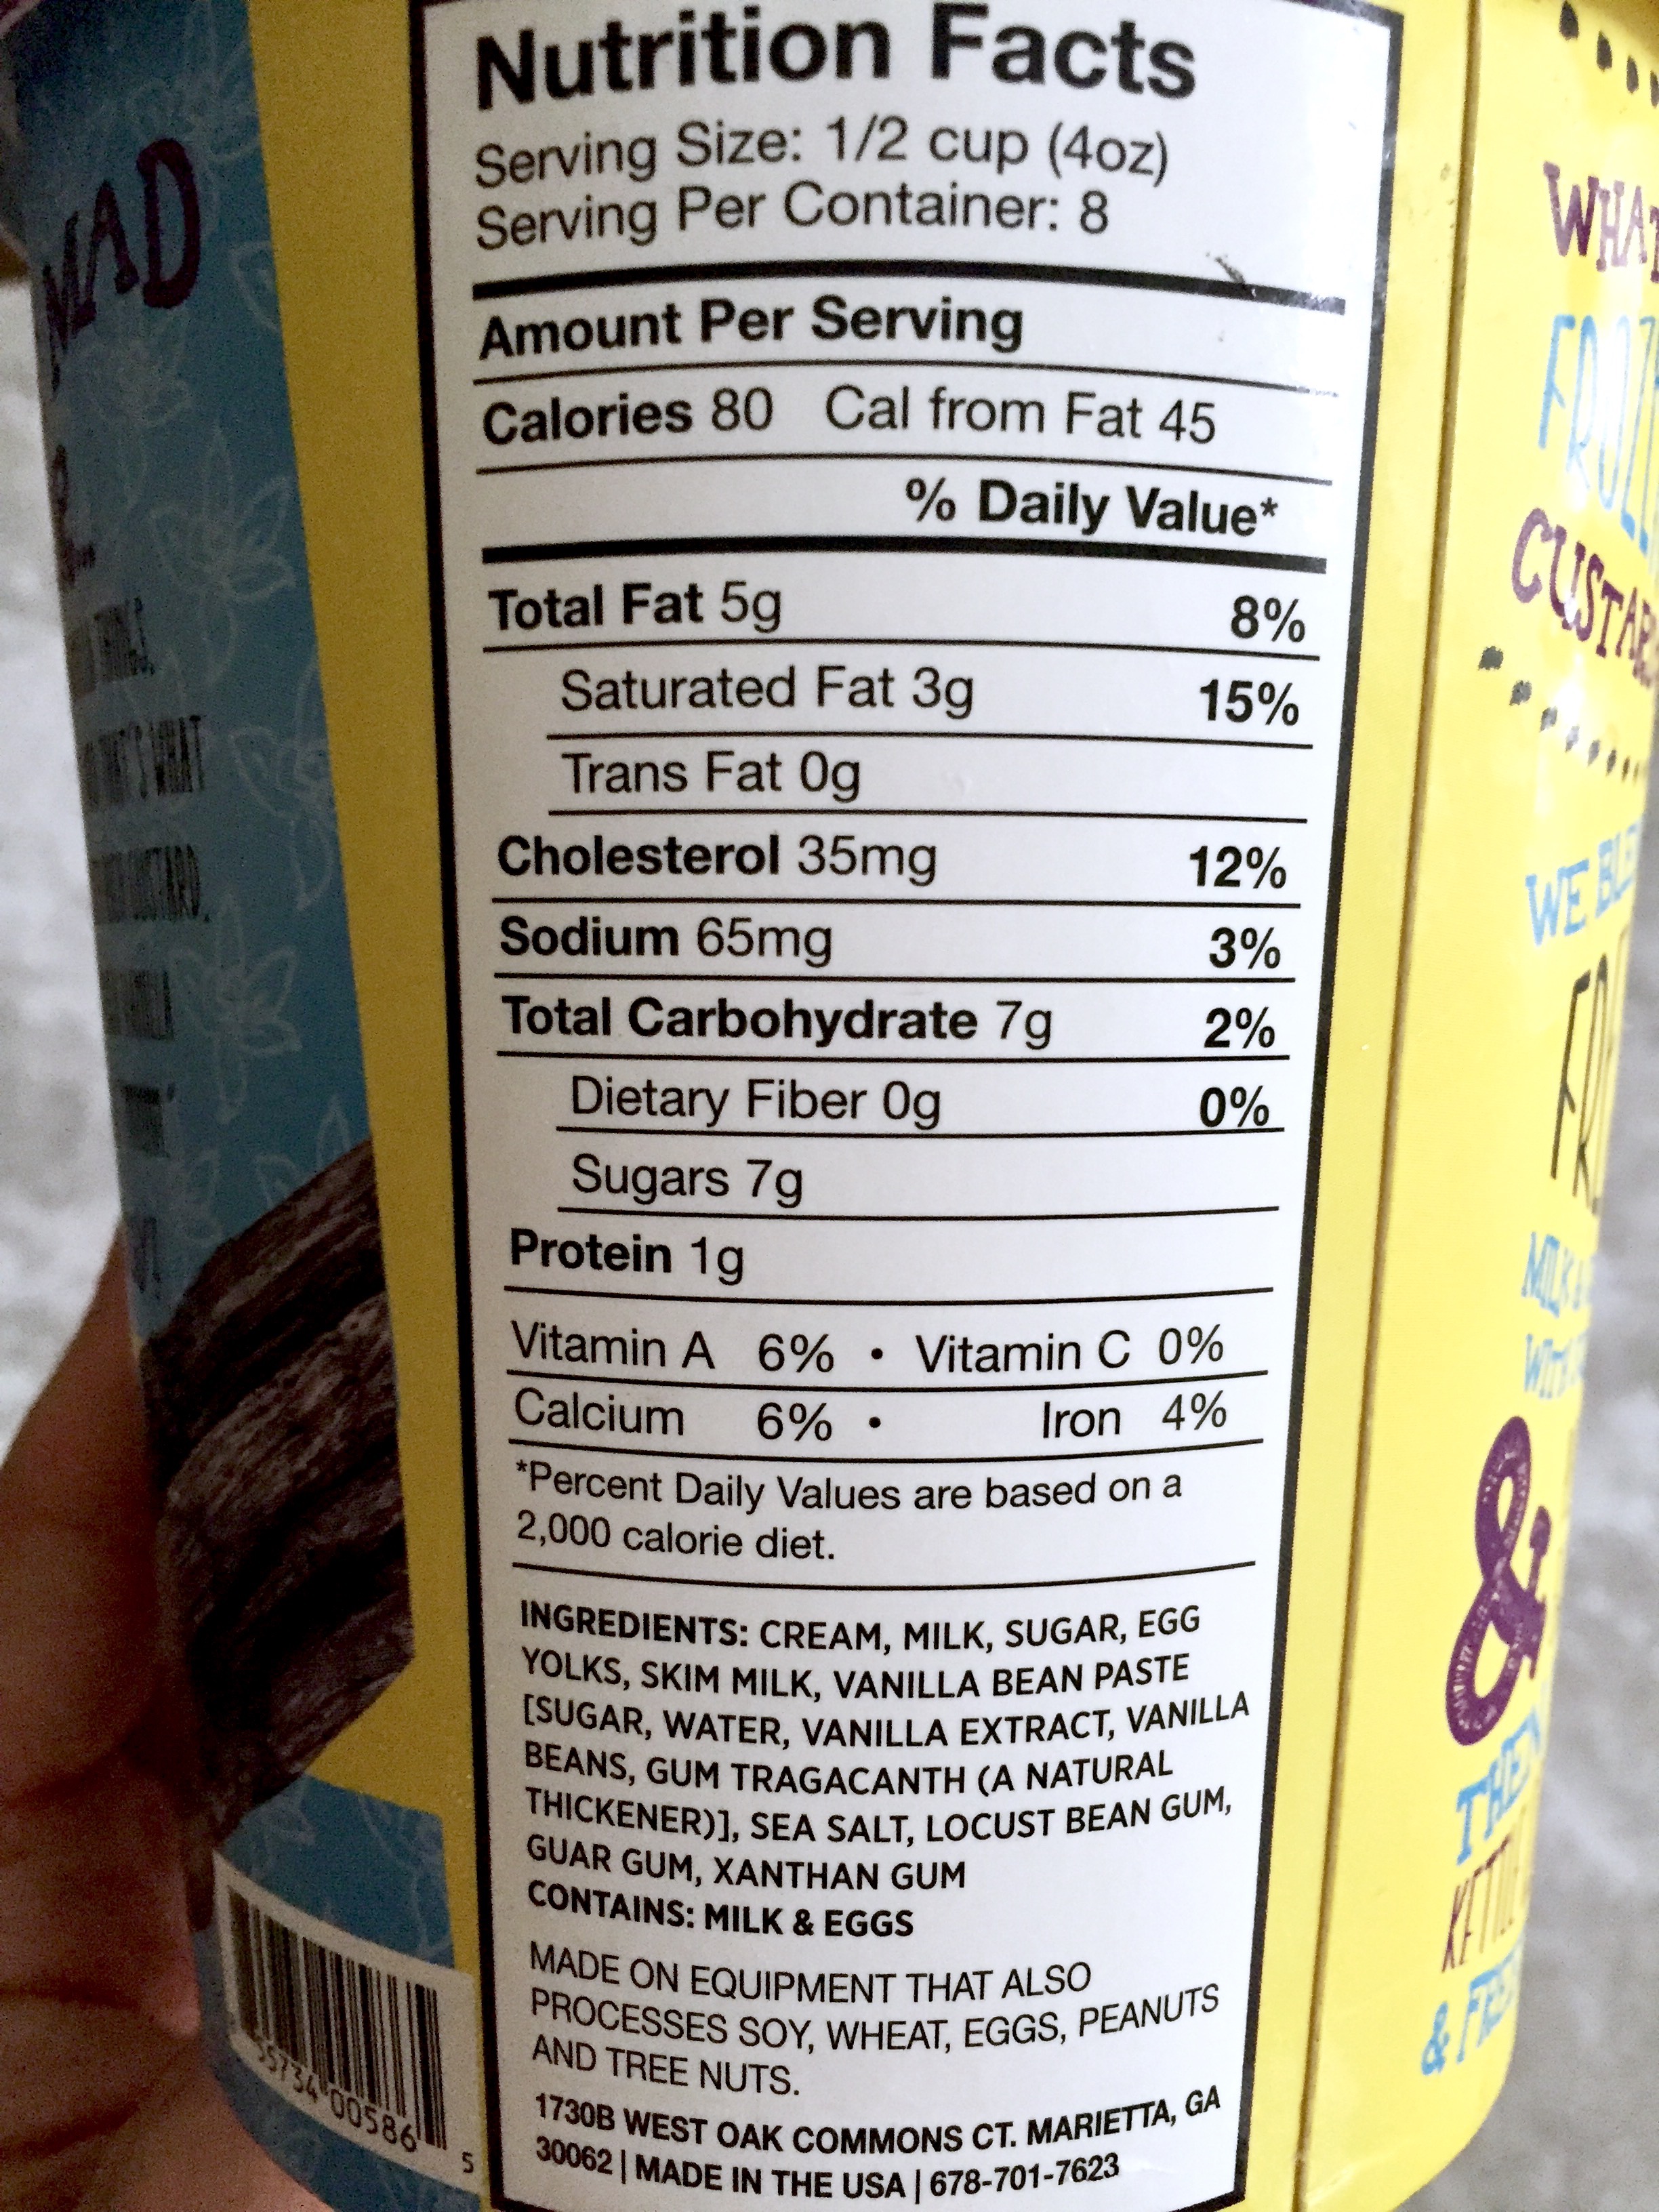 Nutrition Facts
Serving Size: 1/2 cup (4oz)
Serving Per Container: 8
Amount Per Serving
Calories 80 Cal from Fat 45
% Daily Value*
Total Fat 5g 8%
Saturated Fat 3g 15%
Trans Fat 0g
Cholesterol 35mg 12%
Sodium 65mg 3%
Total Carbohydrate 7g 2%
Dietary Fiber 0g 0%
Sugars 7g
Protein 1g
Vitamin A 6% • Vitamin C 0%
Calcium 6% • Iron 4%
*Percent Daily Values are based on a
2,000 calorie diet.
INGREDIENTS: CREAM, MILK, SUGAR, EGG
YOLKS, SKIM MILK, VANILLA BEAN PASTE
[SUGAR, WATER, VANILLA EXTRACT, VANILLA
BEANS, GUM TRAGACANTH (A NATURAL
THICKENER)], SEA SALT, LOCUST BEAN GUM,
GUAR GUM, XANTHAN GUM
CONTAINS: MILK & EGGS
MADE ON EQUIPMENT THAT ALSO
PROCESSES SOY, WHEAT, EGGS, PEANUTS
AND TREE NUTS.
1730B WEST OAK COMMONS CT. MARIETTA, GA
30062 | MADE IN THE USA | 678-701-7623
00586 5
WE
MILK &
&
THEN
&